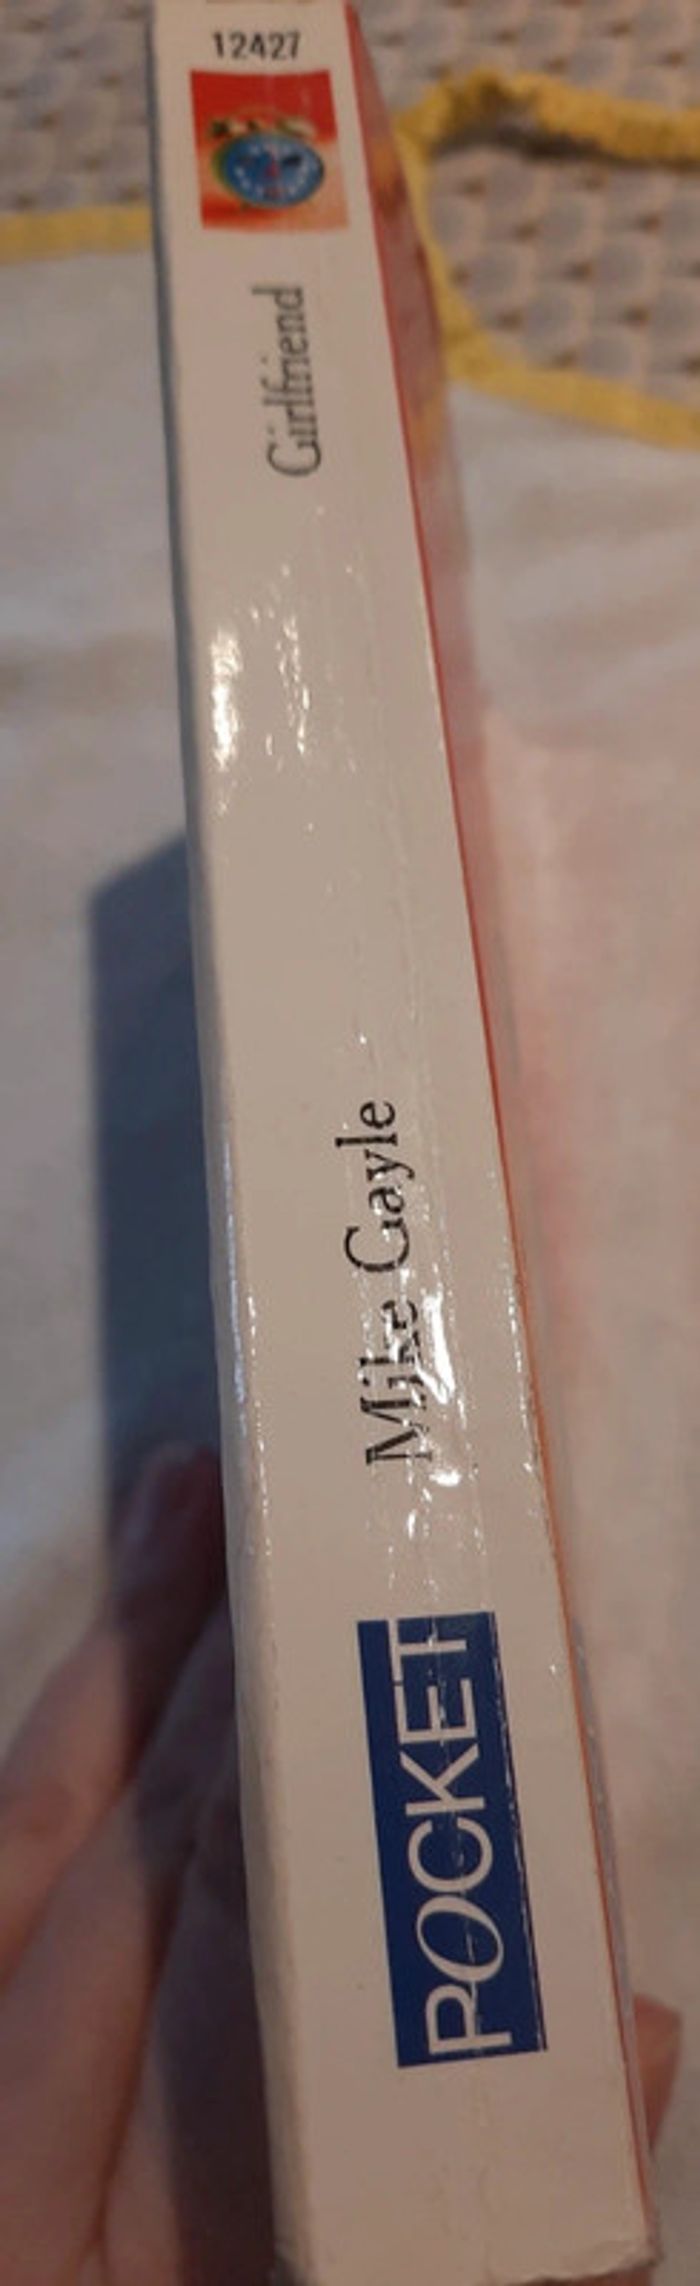 12427
Girlfriend
Mike Gayle
POCKET